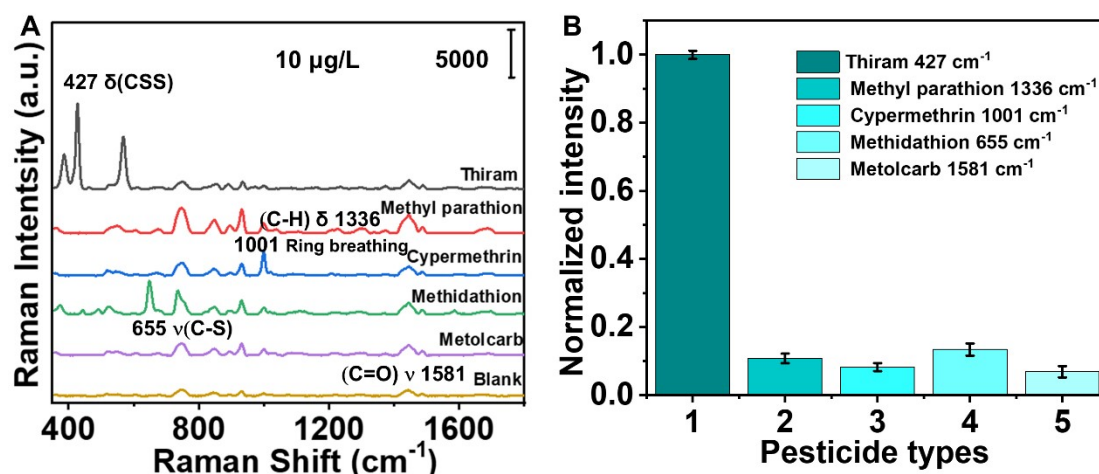 A
10 µg/L
5000
427 δ(CSS)
Thiram
Methyl parathion
(C-H) δ 1336
1001 Ring breathing
Cypermethrin
Methidathion
655 ν(C-S)
Metolcarb
(C=O) ν 1581
Blank
400 800 1200 1600
Raman Shift (cm-1)
Raman Intentsity (a.u.)
B
Thiram 427 cm-1
Methyl parathion 1336 cm-1
Cypermethrin 1001 cm-1
Methidathion 655 cm-1
Metolcarb 1581 cm-1
1.0
0.8
0.6
0.4
0.2
0.0
1 2 3 4 5
Pesticide types
Normalized intensity